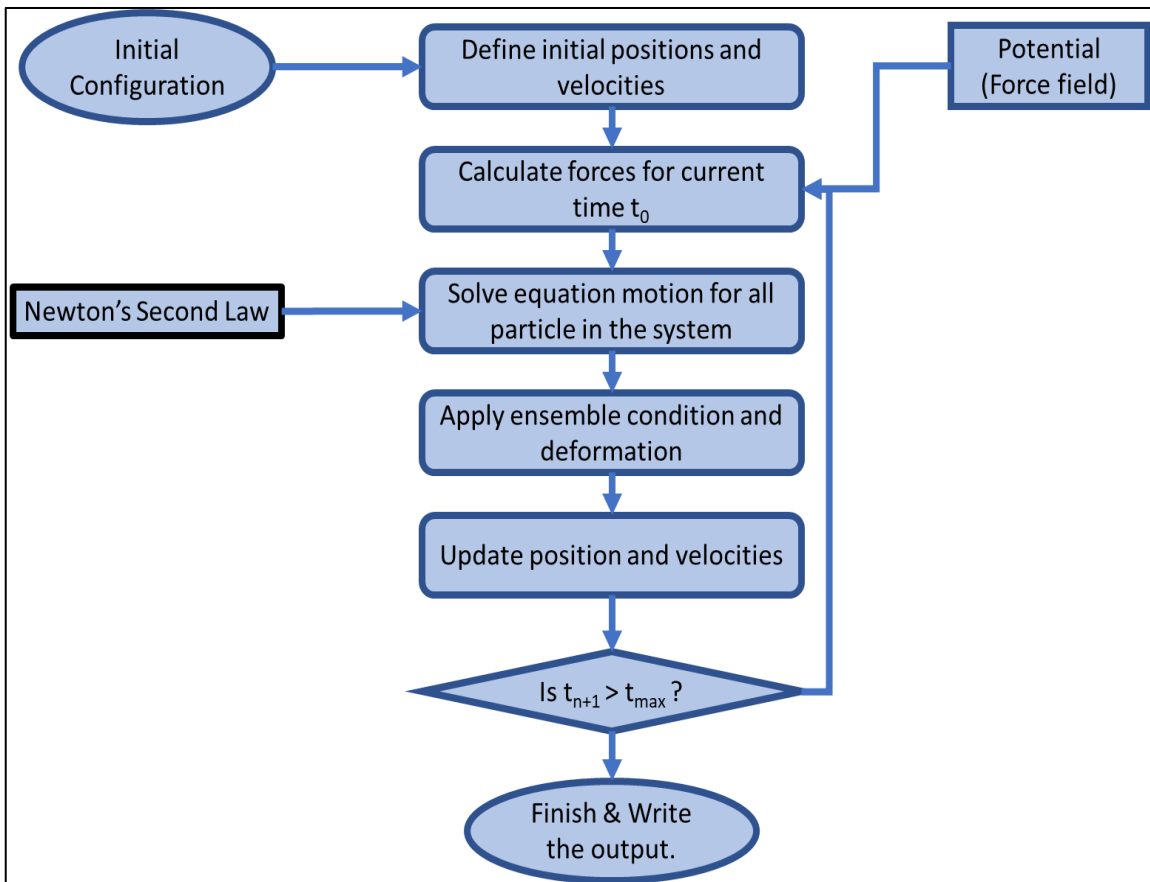 Initial
Configuration
Define initial positions and
velocities
Potential
(Force field)
Calculate forces for current
time t₀
Newton’s Second Law
Solve equation motion for all
particle in the system
Apply ensemble condition and
deformation
Update position and velocities
Is tₙ₊₁ > tₘₐₓ ?
Finish & Write
the output.